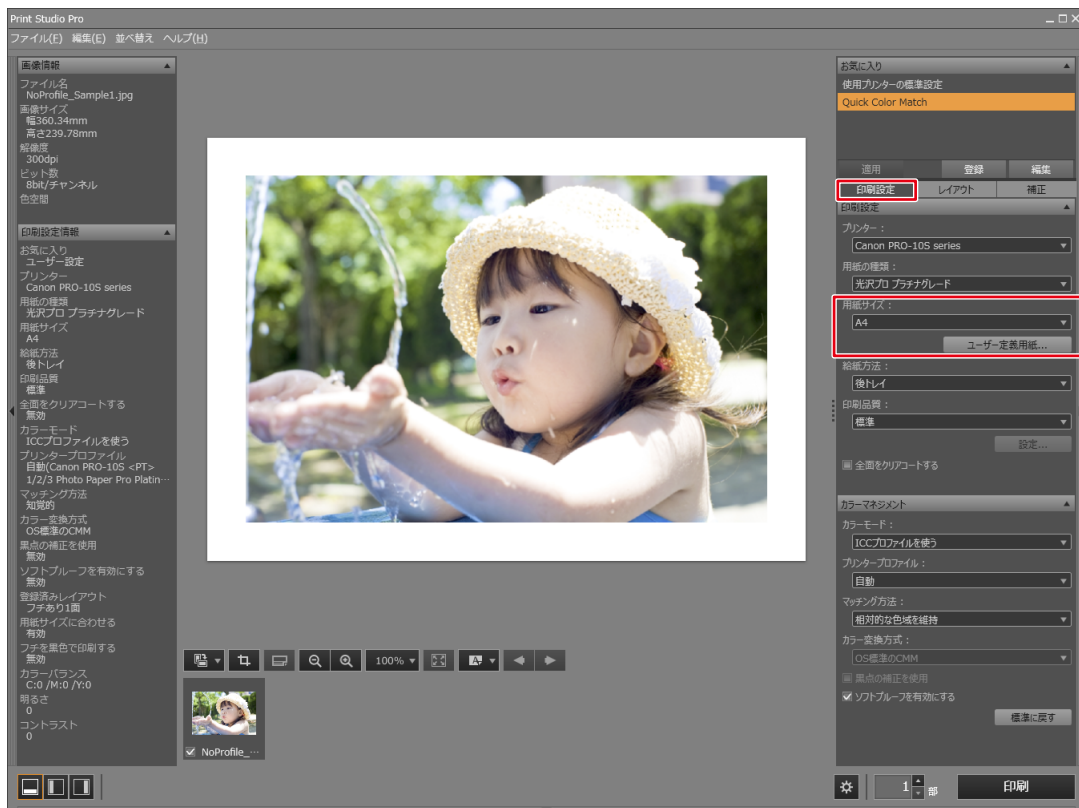 Print Studio Pro
ファイル(F) 編集(E) 並べ替え ヘルプ(H)
画像情報
ファイル名
NoProfile_Sample1.jpg
画像サイズ
幅360.34mm
高さ239.78mm
解像度
300dpi
ビット数
8bit/チャンネル
色空間
印刷設定情報
お気に入り
ユーザー設定
プリンター
Canon PRO-10S series
用紙の種類
光沢プロ プラチナグレード
用紙サイズ
A4
給紙方法
後トレイ
印刷品質
標準
全面をクリアコートする
無効
カラーモード
ICCプロファイルを使う
プリンタープロファイル
自動(Canon PRO-10S <PT>
1/2/3 Photo Paper Pro Platin…
マッチング方法
知覚的
カラー変換方式
OS標準のCMM
黒点の補正を使用
無効
ソフトプルーフを有効にする
無効
登録済みレイアウト
フチあり1面
用紙サイズに合わせる
有効
フチを黒色で印刷する
無効
カラーバランス
C:0 /M:0 /Y:0
明るさ
0
コントラスト
0
100%
A
NoProfile_…
お気に入り
使用プリンターの標準設定
Quick Color Match
適用 登録 編集
印刷設定 レイアウト 補正
印刷設定
プリンター：
Canon PRO-10S series
用紙の種類：
光沢プロ プラチナグレード
用紙サイズ：
A4
ユーザー定義用紙...
給紙方法：
後トレイ
印刷品質：
標準
設定...
全面をクリアコートする
カラーマネジメント
カラーモード：
ICCプロファイルを使う
プリンタープロファイル：
自動
マッチング方法：
相対的な色域を維持
カラー変換方式：
OS標準のCMM
黒点の補正を使用
ソフトプルーフを有効にする
標準に戻す
1 部 印刷